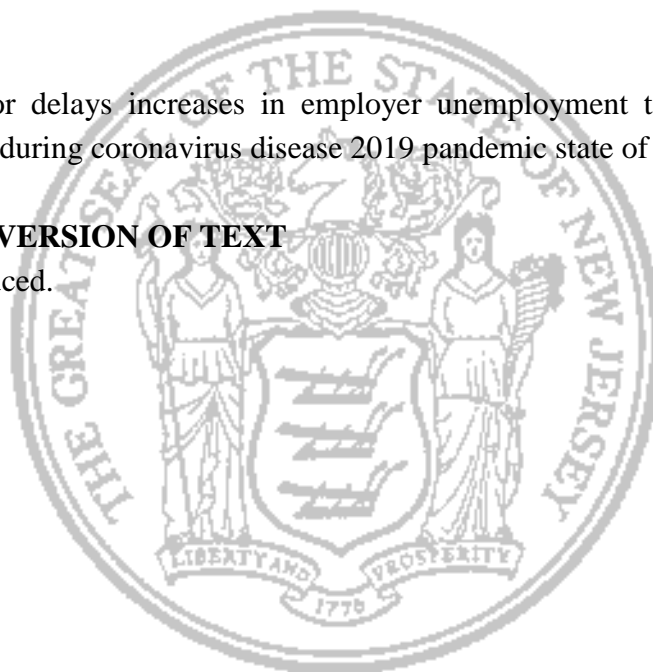 or delays increases in employer unemployment t
during coronavirus disease 2019 pandemic state of
VERSION OF TEXT
ced.
THE GREAT SEAL OF THE STATE OF NEW JERSEY
LIBERTY AND PROSPERITY
1776